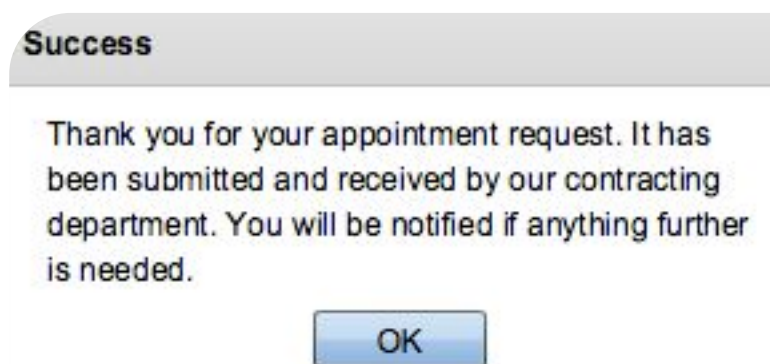 Success
Thank you for your appointment request. It has
been submitted and received by our contracting
department. You will be notified if anything further
is needed.
OK